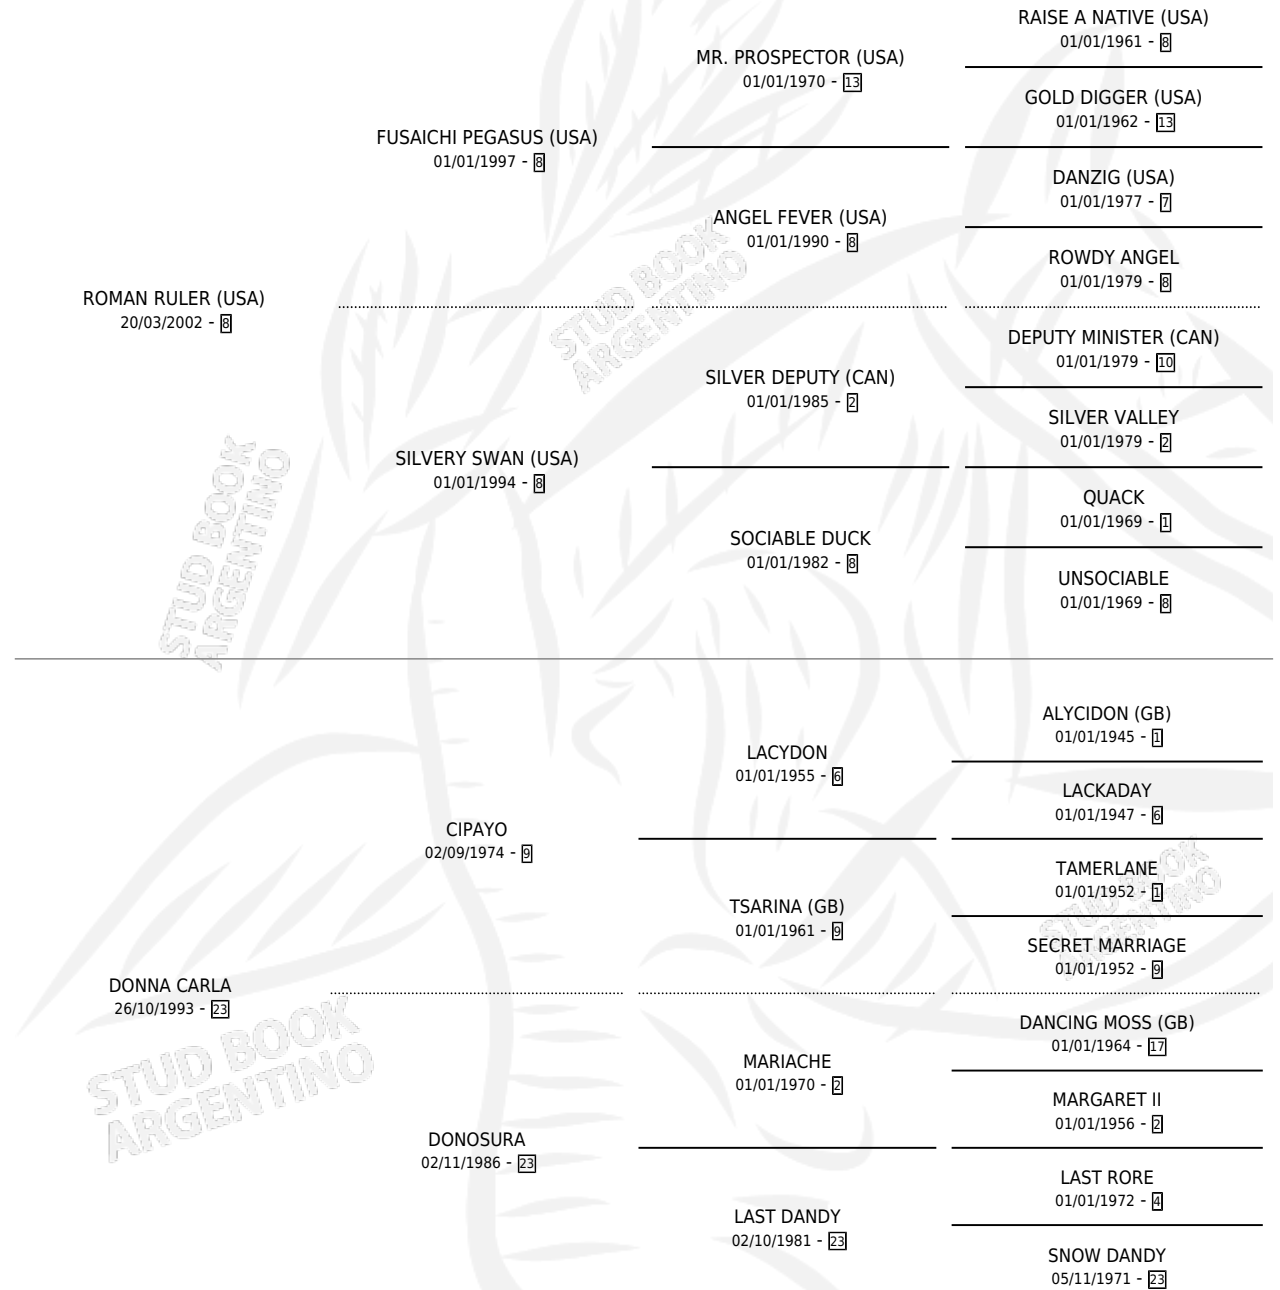 RAISE A NATIVE (USA)
01/01/1961 - 8
MR. PROSPECTOR (USA)
01/01/1970 - 13
GOLD DIGGER (USA)
01/01/1962 - 13
FUSAICHI PEGASUS (USA)
01/01/1997 - 8
DANZIG (USA)
01/01/1977 - 7
ANGEL FEVER (USA)
01/01/1990 - 8
ROWDY ANGEL
01/01/1979 - 8
ROMAN RULER (USA)
20/03/2002 - 8
STUD BOOK
ARGENTINO
DEPUTY MINISTER (CAN)
01/01/1979 - 10
SILVER DEPUTY (CAN)
01/01/1985 - 2
SILVER VALLEY
01/01/1979 - 2
SILVERY SWAN (USA)
01/01/1994 - 8
QUACK
01/01/1969 - 1
SOCIABLE DUCK
01/01/1982 - 8
UNSOCIABLE
01/01/1969 - 8
STUD BOOK
ARGENTINO
ALYCIDON (GB)
01/01/1945 - 1
LACYDON
01/01/1955 - 6
LACKADAY
01/01/1947 - 6
CIPAYO
02/09/1974 - 9
TAMERLANE
01/01/1952 - 1
TSARINA (GB)
01/01/1961 - 9
SECRET MARRIAGE
01/01/1952 - 9
STUD BOOK
ARGENTINO
DONNA CARLA
26/10/1993 - 23
DANCING MOSS (GB)
01/01/1964 - 17
MARIACHE
01/01/1970 - 2
MARGARET II
01/01/1956 - 2
STUD BOOK
ARGENTINO
DONOSURA
02/11/1986 - 23
LAST RORE
01/01/1972 - 4
LAST DANDY
02/10/1981 - 23
SNOW DANDY
05/11/1971 - 23